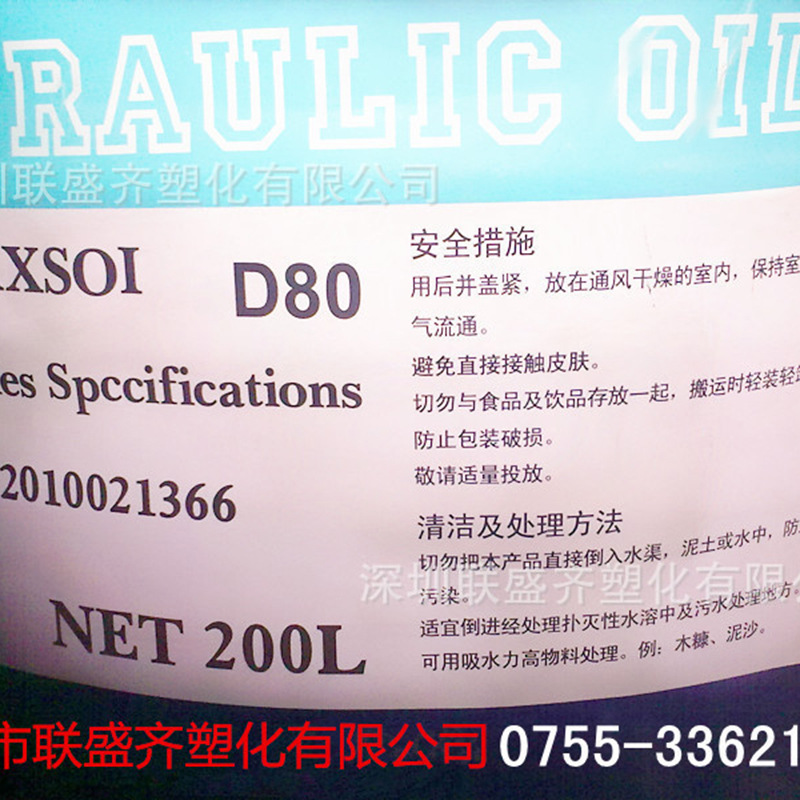 RAULIC OIL
圳联盛齐塑化有限公司
XSOI
D80
es Spccifications
2010021366
NET 200L
安全措施
用后并盖紧，放在通风干燥的室内，保持室
气流通。
避免直接接触皮肤。
切勿与食品及饮品存放一起，搬运时轻装轻卸
防止包装破损。
敬请适量投放。
清洁及处理方法
切勿把本产品直接倒入水渠，泥土或水中，防
污染。
深圳联盛齐塑化有限公
适宜倒进经处理扑灭性水溶中及污水处理地方。
可用吸水力高物料处理。例：木糠、泥沙。
市联盛齐塑化有限公司 0755-33621